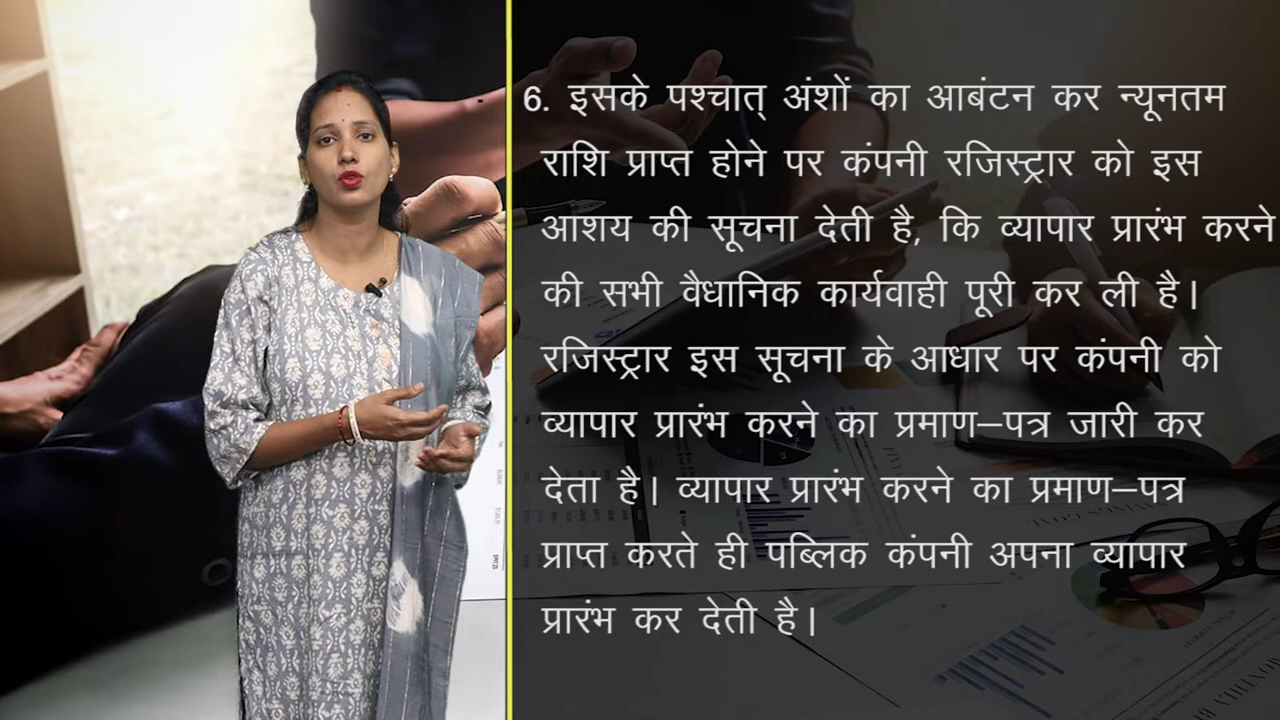 6. इसके पश्चात् अंशों का आबंटन कर न्यूनतम
राशि प्राप्त होने पर कंपनी रजिस्ट्रार को इस
आशय की सूचना देती है, कि व्यापार प्रारंभ करने
की सभी वैधानिक कार्यवाही पूरी कर ली है|
रजिस्ट्रार इस सूचना के आधार पर कंपनी को
व्यापार प्रारंभ करने का प्रमाण–पत्र जारी कर
देता है| व्यापार प्रारंभ करने का प्रमाण–पत्र
प्राप्त करते ही पब्लिक कंपनी अपना व्यापार
प्रारंभ कर देती है|